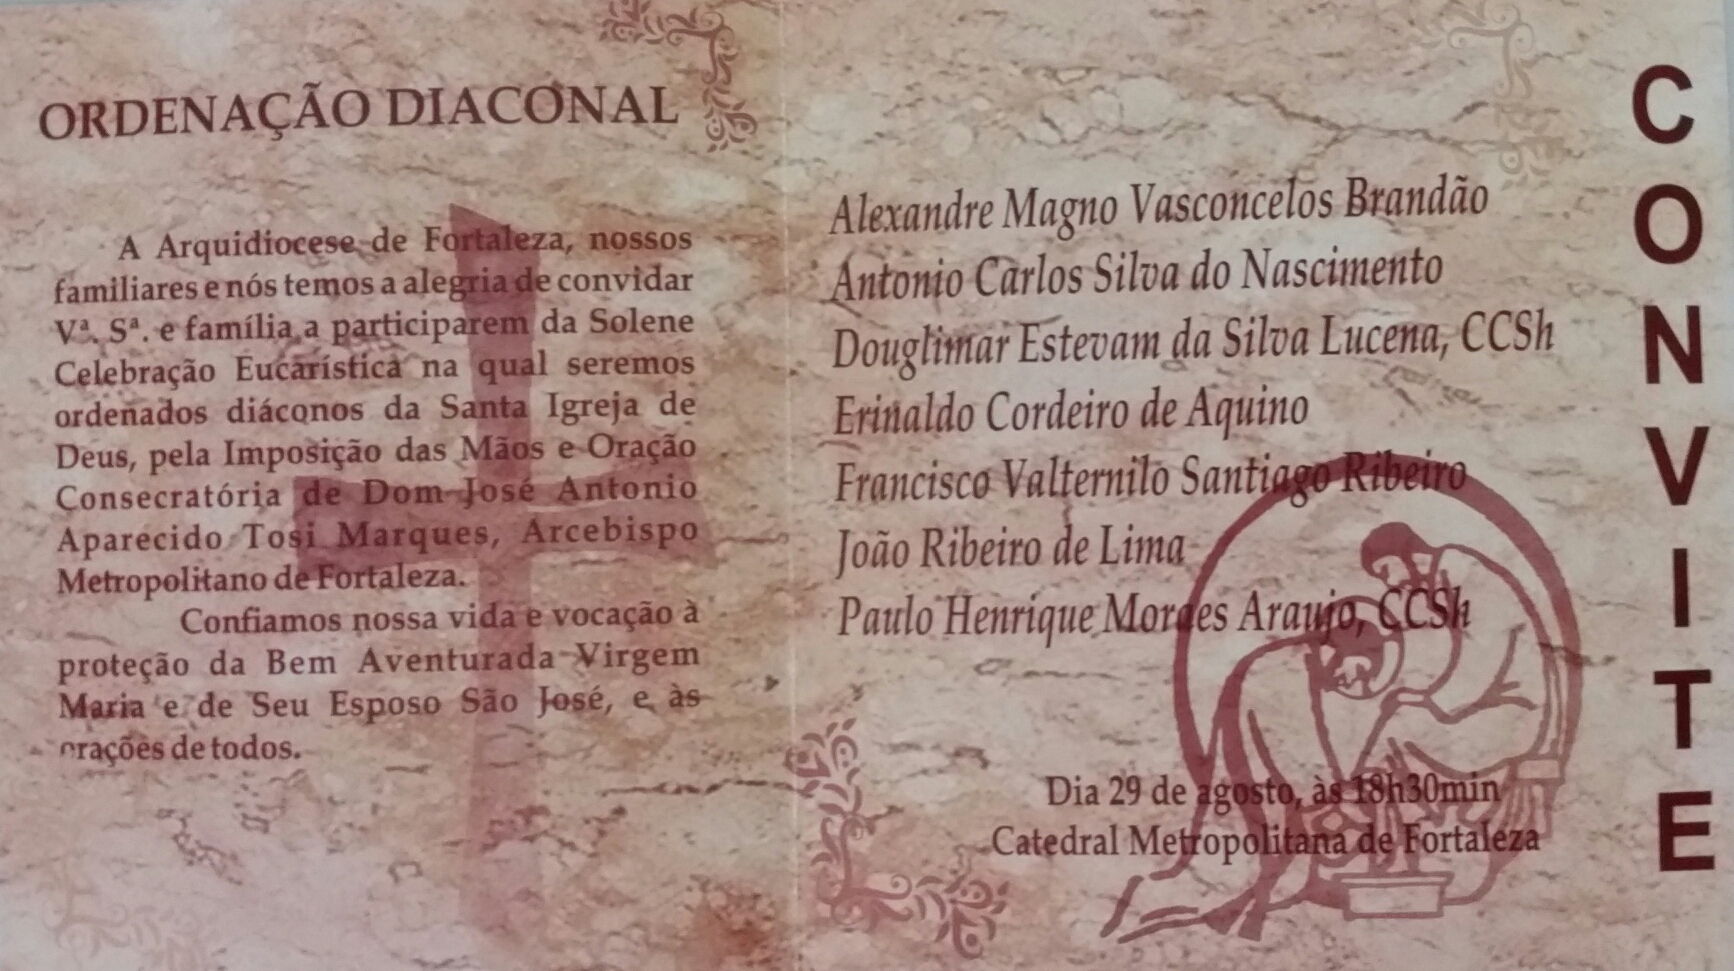 ORDENAÇÃO DIACONAL
A Arquidiocese de Fortaleza, nossos
familiares e nós temos a alegria de convidar
Vª. Sª. e família a participarem da Solene
Celebração Eucarística na qual seremos
ordenados diáconos da Santa Igreja de
Deus, pela Imposição das Mãos e Oração
Consecratória de Dom José Antonio
Aparecido Tosi Marques, Arcebispo
Metropolitano de Fortaleza.
Confiamos nossa vida e vocação à
proteção da Bem Aventurada Virgem
Maria e de Seu Esposo São José, e às
orações de todos.
Alexandre Magno Vasconcelos Brandão
Antonio Carlos Silva do Nascimento
Douglimar Estevam da Silva Lucena, CCSh
Erinaldo Cordeiro de Aquino
Francisco Valternilo Santiago Ribeiro
João Ribeiro de Lima
Paulo Henrique Moraes Araujo, CCSh
Dia 29 de agosto, às 18h30min
Catedral Metropolitana de Fortaleza
CONVITE